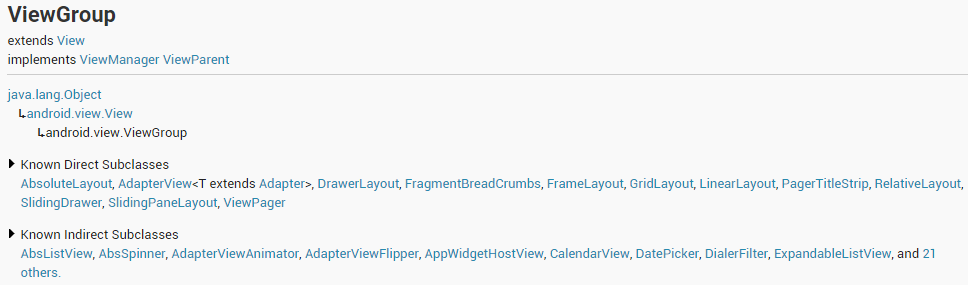 ViewGroup
extends View
implements ViewManager ViewParent
java.lang.Object
↳android.view.View
↳android.view.ViewGroup
Known Direct Subclasses
AbsoluteLayout, AdapterView<T extends Adapter>, DrawerLayout, FragmentBreadCrumbs, FrameLayout, GridLayout, LinearLayout, PagerTitleStrip, RelativeLayout,
SlidingDrawer, SlidingPaneLayout, ViewPager
Known Indirect Subclasses
AbsListView, AbsSpinner, AdapterViewAnimator, AdapterViewFlipper, AppWidgetHostView, CalendarView, DatePicker, DialerFilter, ExpandableListView, and 21
others.